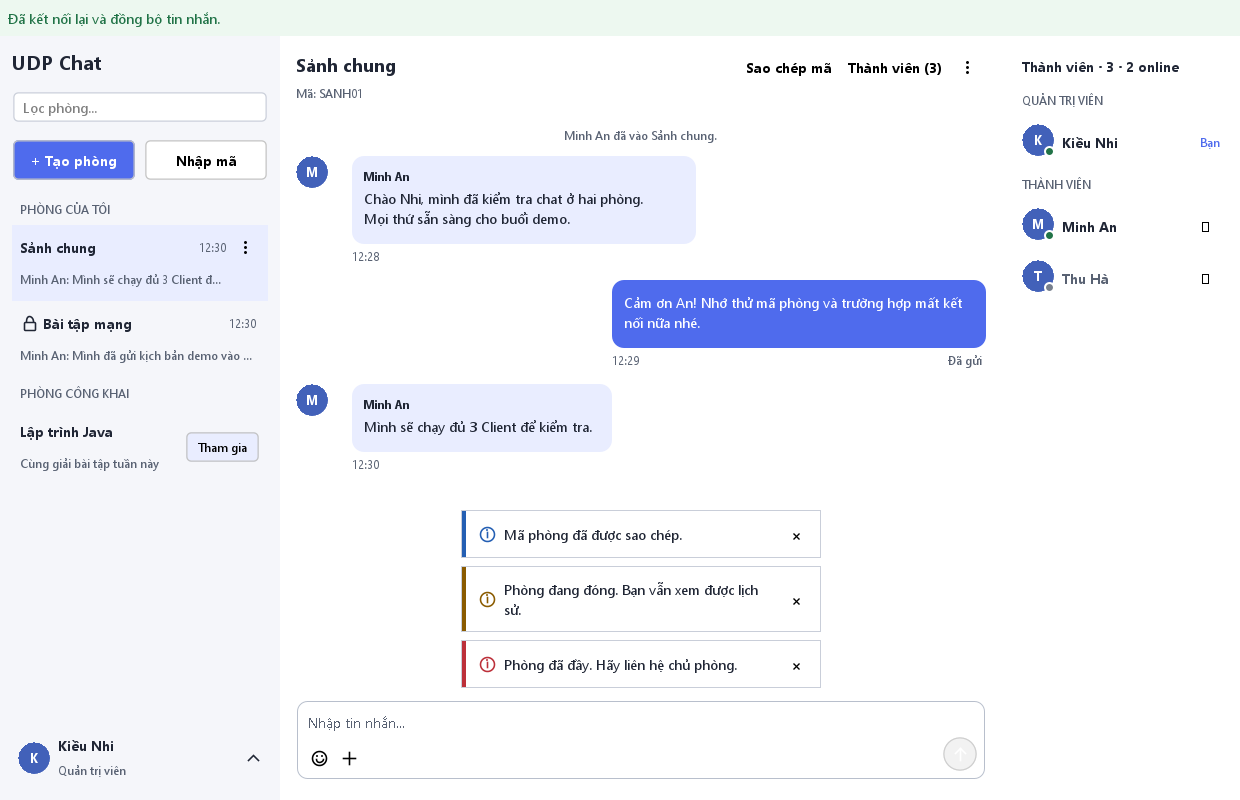 Đã kết nối lại và đồng bộ tin nhắn.
UDP Chat
Lọc phòng...
+ Tạo phòng
Nhập mã
PHÒNG CỦA TÔI
Sảnh chung
12:30
Minh An: Mình sẽ chạy đủ 3 Client đ...
Bài tập mạng
12:30
Minh An: Mình đã gửi kịch bản demo vào ...
PHÒNG CÔNG KHAI
Lập trình Java
Cùng giải bài tập tuần này
Tham gia
K
Kiều Nhi
Quản trị viên
Sảnh chung
Mã: SANH01
Sao chép mã
Thành viên (3)
Minh An đã vào Sảnh chung.
M
Minh An
Chào Nhi, mình đã kiểm tra chat ở hai phòng.
Mọi thứ sẵn sàng cho buổi demo.
12:28
Cảm ơn An! Nhớ thử mã phòng và trường hợp mất kết
nối nữa nhé.
12:29
Đã gửi
M
Minh An
Mình sẽ chạy đủ 3 Client để kiểm tra.
12:30
Mã phòng đã được sao chép.
×
Phòng đang đóng. Bạn vẫn xem được lịch
sử.
×
Phòng đã đầy. Hãy liên hệ chủ phòng.
×
Nhập tin nhắn...
Thành viên · 3 · 2 online
QUẢN TRỊ VIÊN
K
Kiều Nhi
Bạn
THÀNH VIÊN
M
Minh An
T
Thu Hà